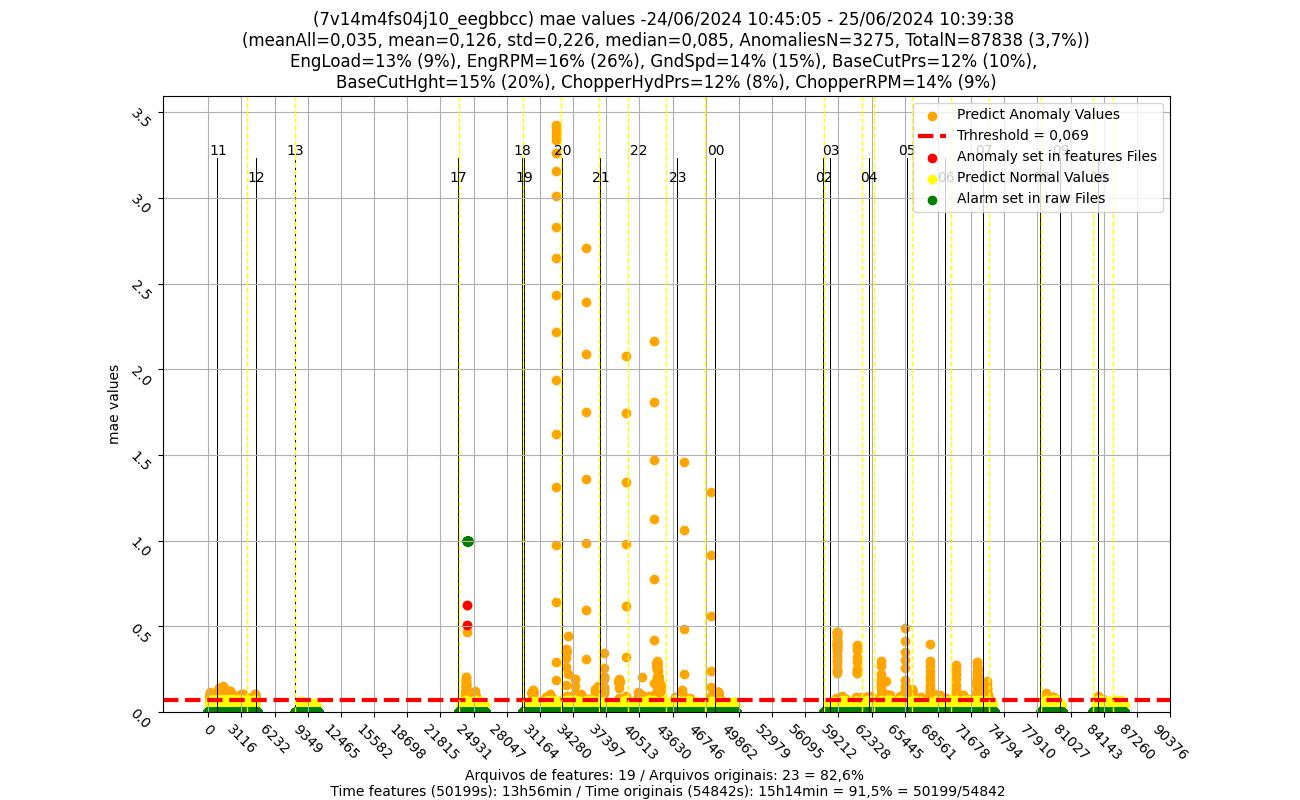 (7v14m4fs04j10_eegbbcc) mae values -24/06/2024 10:45:05 - 25/06/2024 10:39:38
(meanAll=0,035, mean=0,126, std=0,226, median=0,085, AnomaliesN=3275, TotalN=87838 (3,7%))
EngLoad=13% (9%), EngRPM=16% (26%), GndSpd=14% (15%), BaseCutPrs=12% (10%),
BaseCutHght=15% (20%), ChopperHydPrs=12% (8%), ChopperRPM=14% (9%)
Predict Anomaly Values
Trhreshold = 0,069
Anomaly set in features Files
Predict Normal Values
Alarm set in raw Files
11 13 18 20 22 00 03 05 07 09
12 17 19 21 23 02 04 06
mae values
3.5
3.0
2.5
2.0
1.5
1.0
0.5
0.0
0 3116 6232 9349 12465 15582 18698 21815 24931 28047 31164 34280 37397 40513 43630 46746 49862 52979 56095 59212 62328 65445 68561 71678 74794 77910 81027 84143 87260 90376
Arquivos de features: 19 / Arquivos originais: 23 = 82,6%
Time features (50199s): 13h56min / Time originais (54842s): 15h14min = 91,5% = 50199/54842